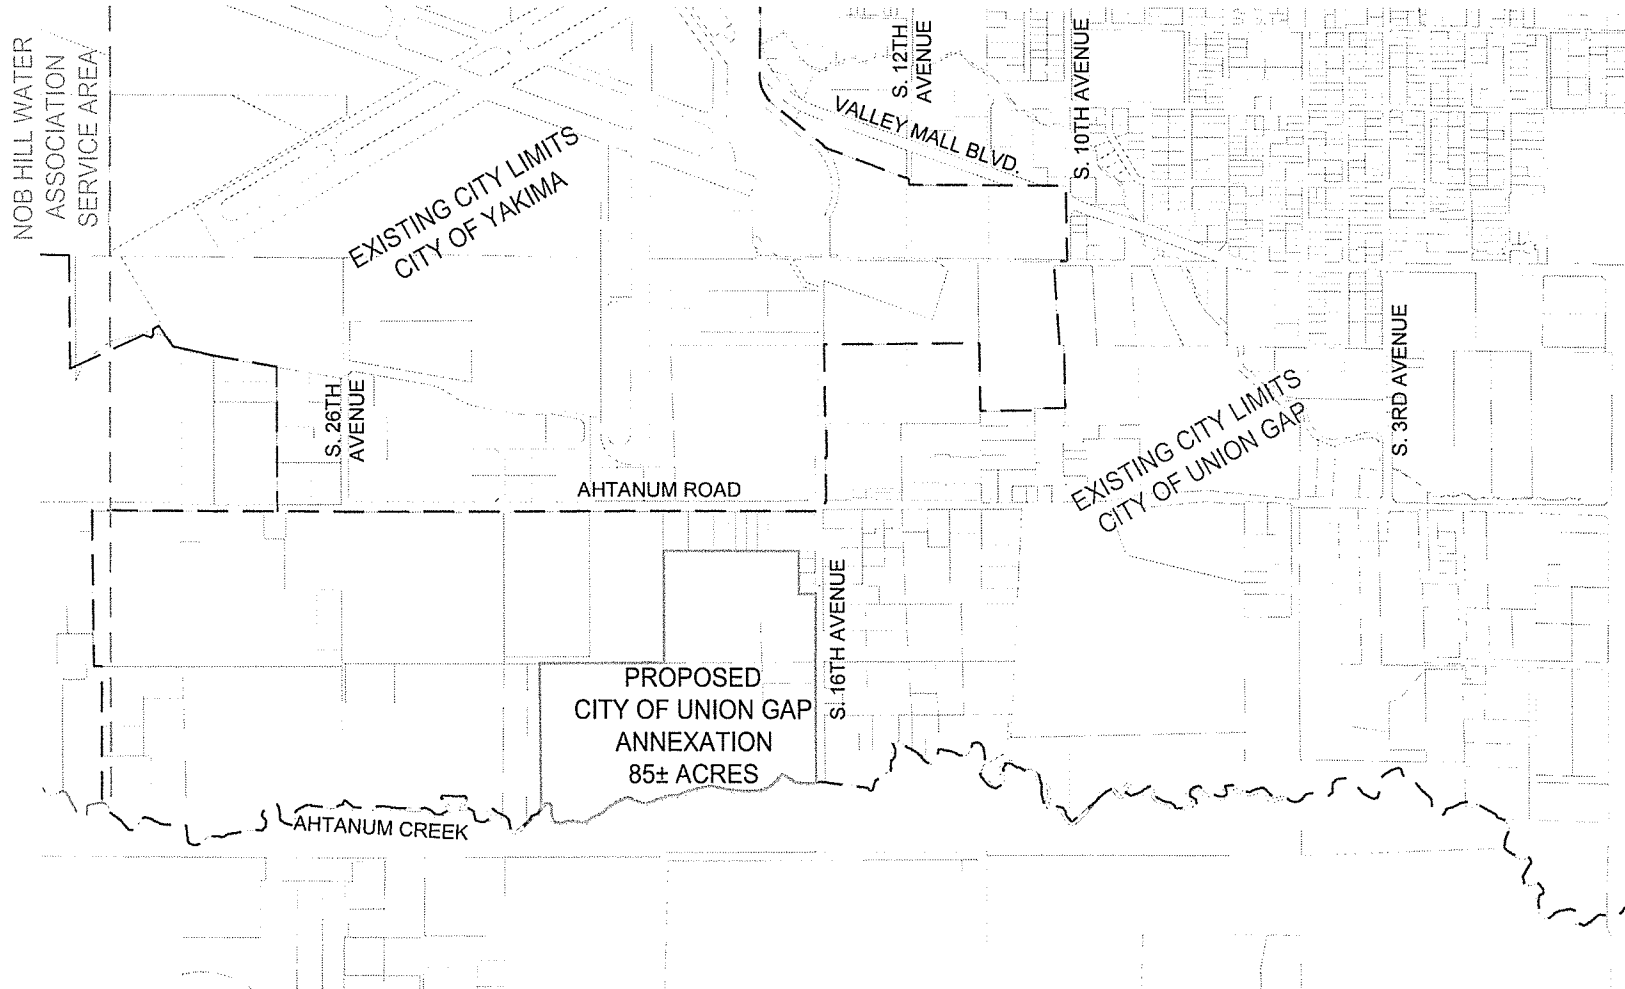 NOB HILL WATER
ASSOCIATION
SERVICE AREA
S. 12TH
AVENUE
S. 10TH AVENUE
VALLEY MALL BLVD.
EXISTING CITY LIMITS
CITY OF YAKIMA
S. 26TH
AVENUE
S. 3RD AVENUE
EXISTING CITY LIMITS
CITY OF UNION GAP
AHTANUM ROAD
S. 16TH AVENUE
PROPOSED
CITY OF UNION GAP
ANNEXATION
85± ACRES
AHTANUM CREEK